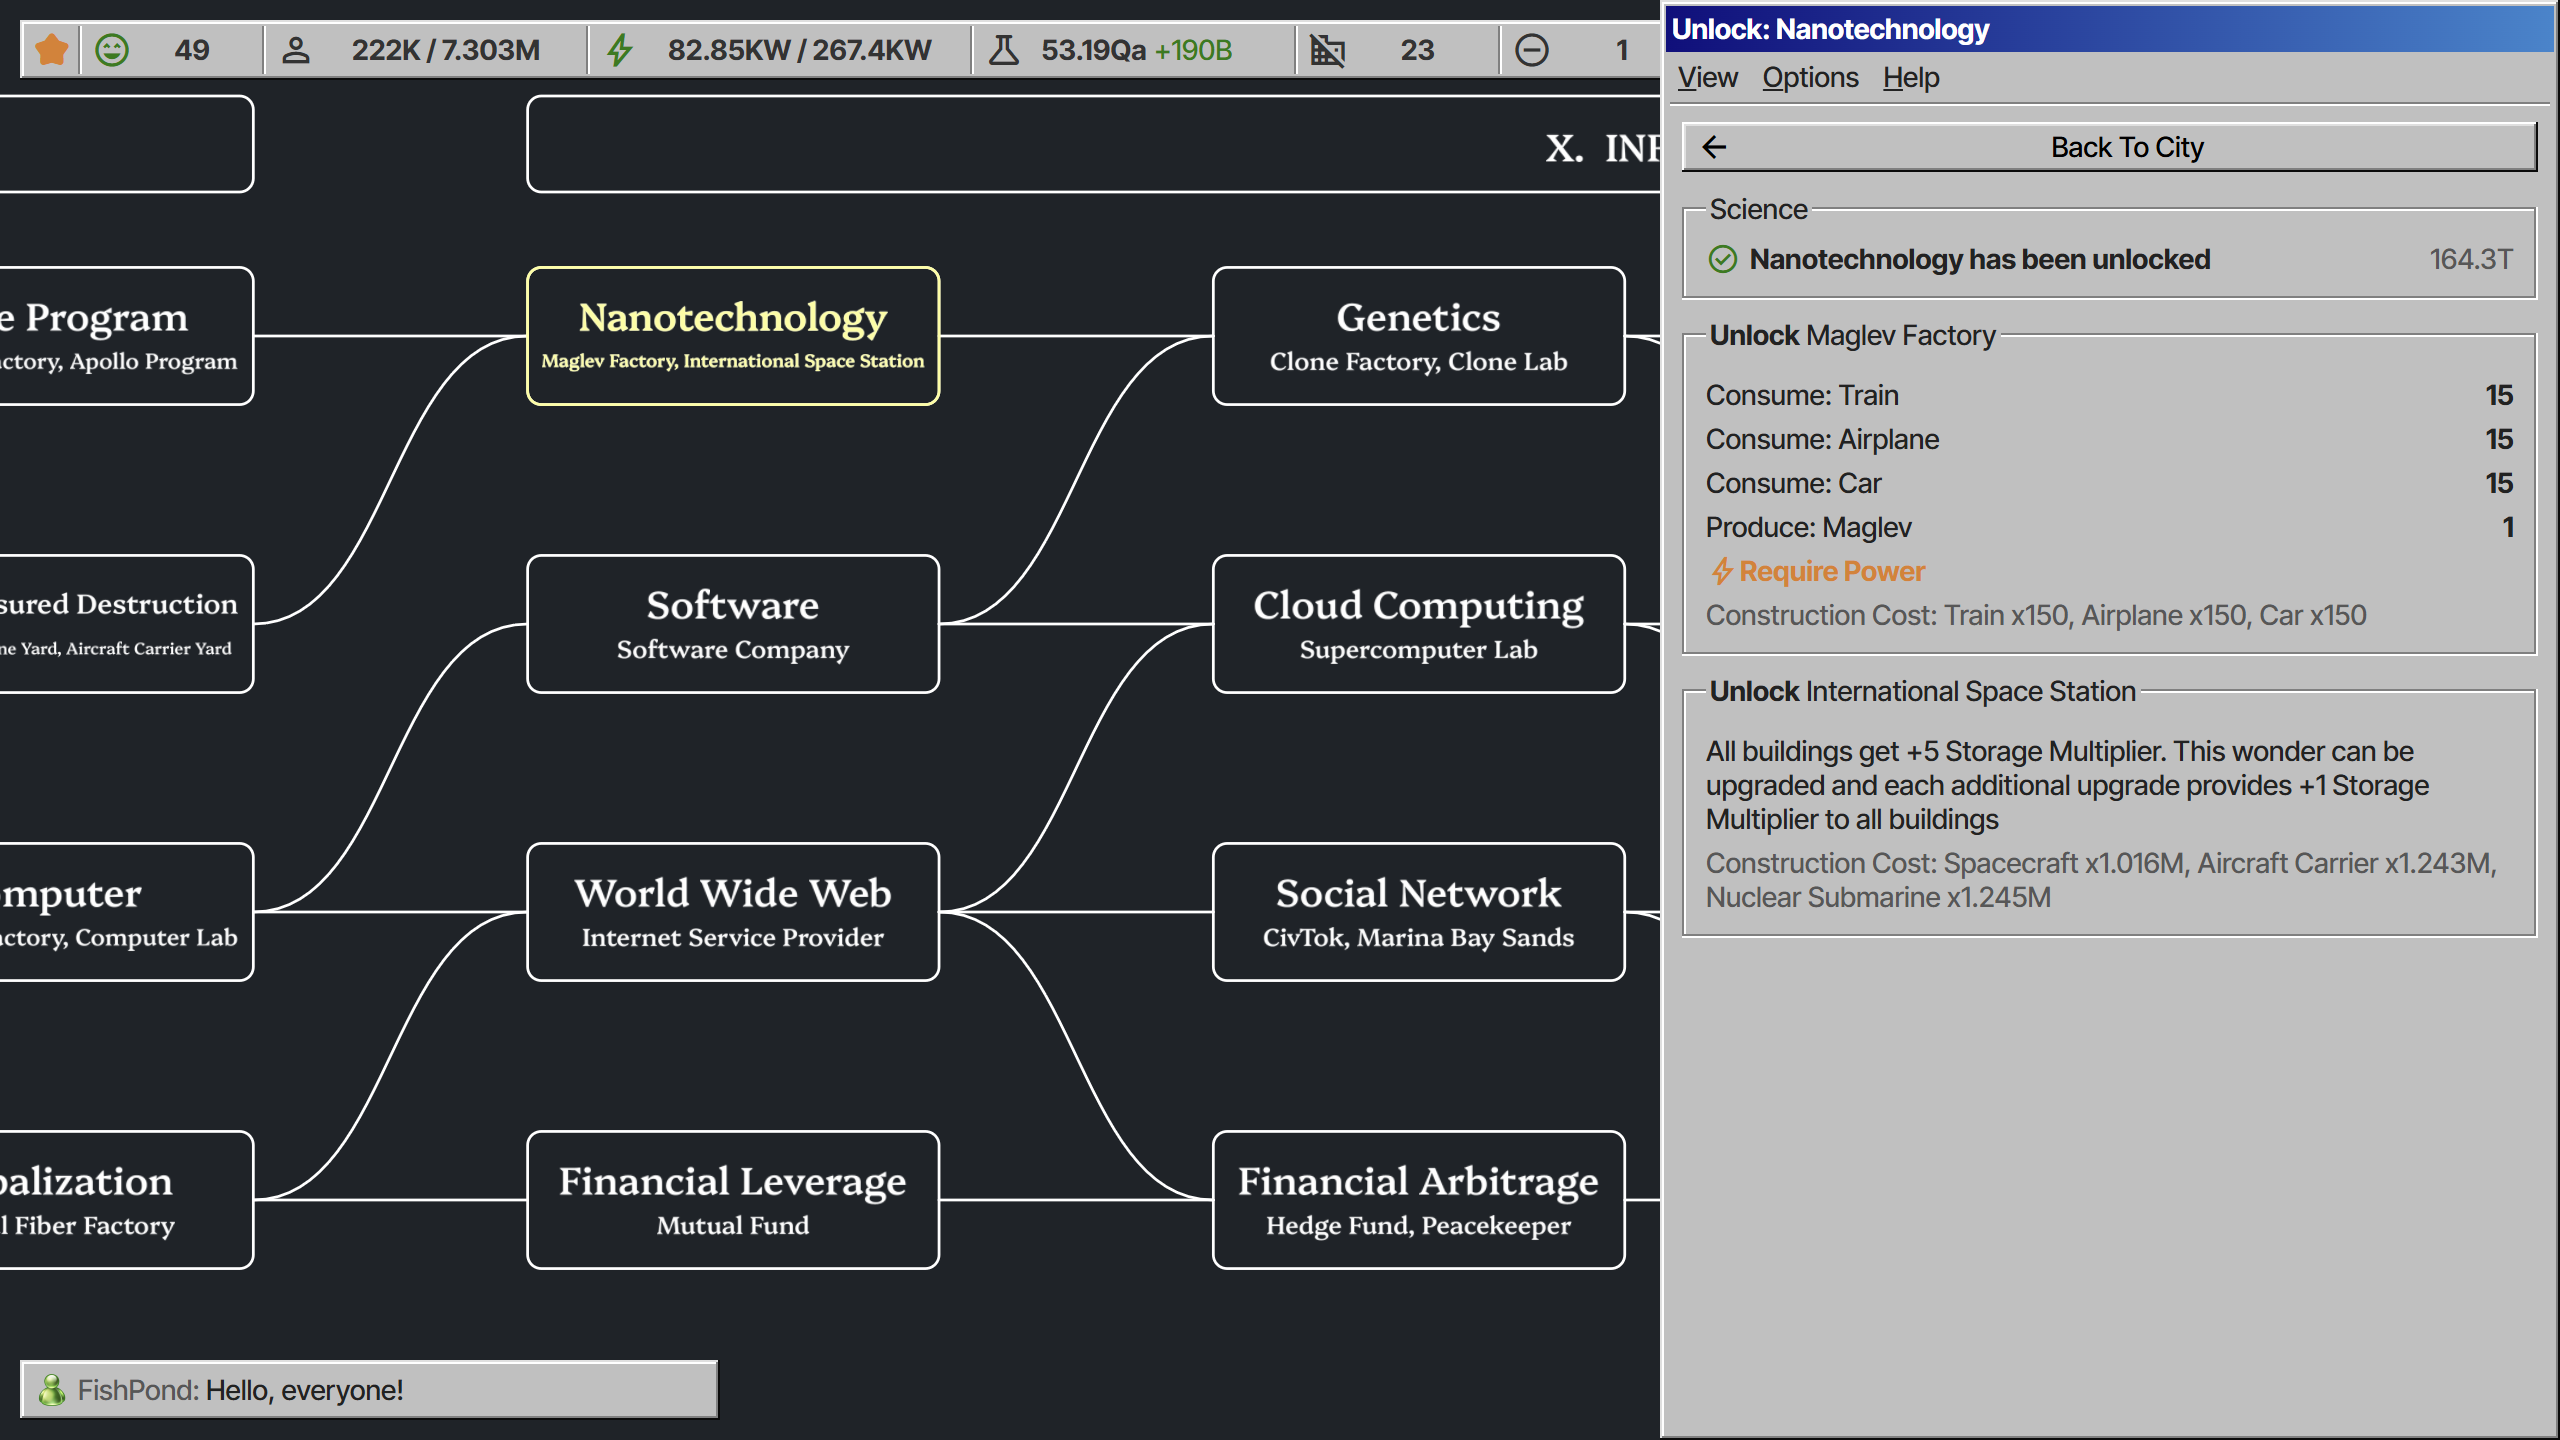 49
222K / 7.303M
82.85KW / 267.4KW
53.19Qa +190B
23
1
X. INF
e Program
actory, Apollo Program
Nanotechnology
Maglev Factory, International Space Station
Genetics
Clone Factory, Clone Lab
sured Destruction
ne Yard, Aircraft Carrier Yard
Software
Software Company
Cloud Computing
Supercomputer Lab
mputer
actory, Computer Lab
World Wide Web
Internet Service Provider
Social Network
CivTok, Marina Bay Sands
balization
l Fiber Factory
Financial Leverage
Mutual Fund
Financial Arbitrage
Hedge Fund, Peacekeeper
FishPond: Hello, everyone!
Unlock: Nanotechnology
View Options Help
Back To City
Science
Nanotechnology has been unlocked 164.3T
Unlock Maglev Factory
Consume: Train 15
Consume: Airplane 15
Consume: Car 15
Produce: Maglev 1
Require Power
Construction Cost: Train x150, Airplane x150, Car x150
Unlock International Space Station
All buildings get +5 Storage Multiplier. This wonder can be
upgraded and each additional upgrade provides +1 Storage
Multiplier to all buildings
Construction Cost: Spacecraft x1.016M, Aircraft Carrier x1.243M,
Nuclear Submarine x1.245M